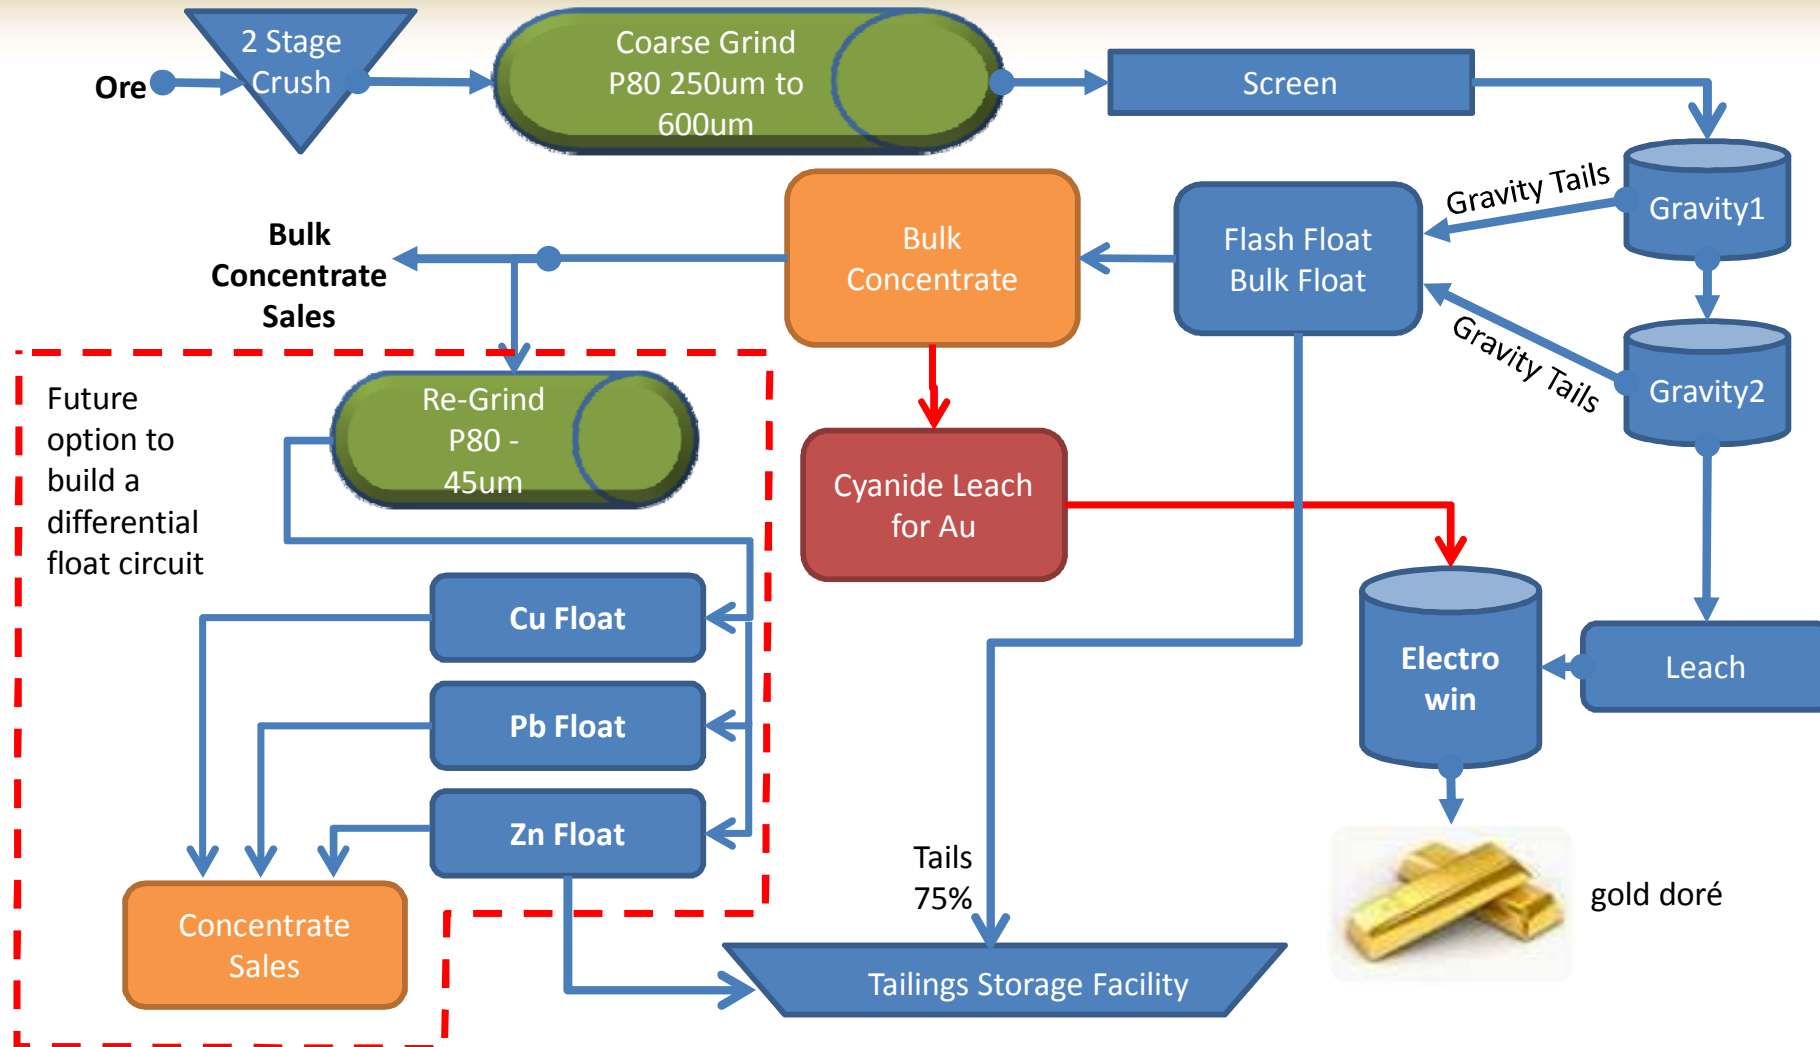 Ore
2 Stage
Crush
Coarse Grind
P80 250um to
600um
Screen
Gravity1
Gravity Tails
Gravity2
Gravity Tails
Flash Float
Bulk Float
Bulk
Concentrate
Bulk
Concentrate
Sales
Future
option to
build a
differential
float circuit
Re-Grind
P80 -
45um
Cyanide Leach
for Au
Cu Float
Pb Float
Zn Float
Electro
win
Leach
Tails
75%
gold doré
Concentrate
Sales
Tailings Storage Facility